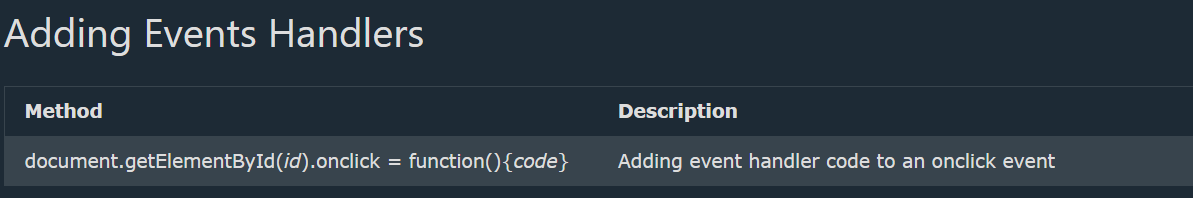 Adding Events Handlers
Method Description
document.getElementById(id).onclick = function(){code} Adding event handler code to an onclick event